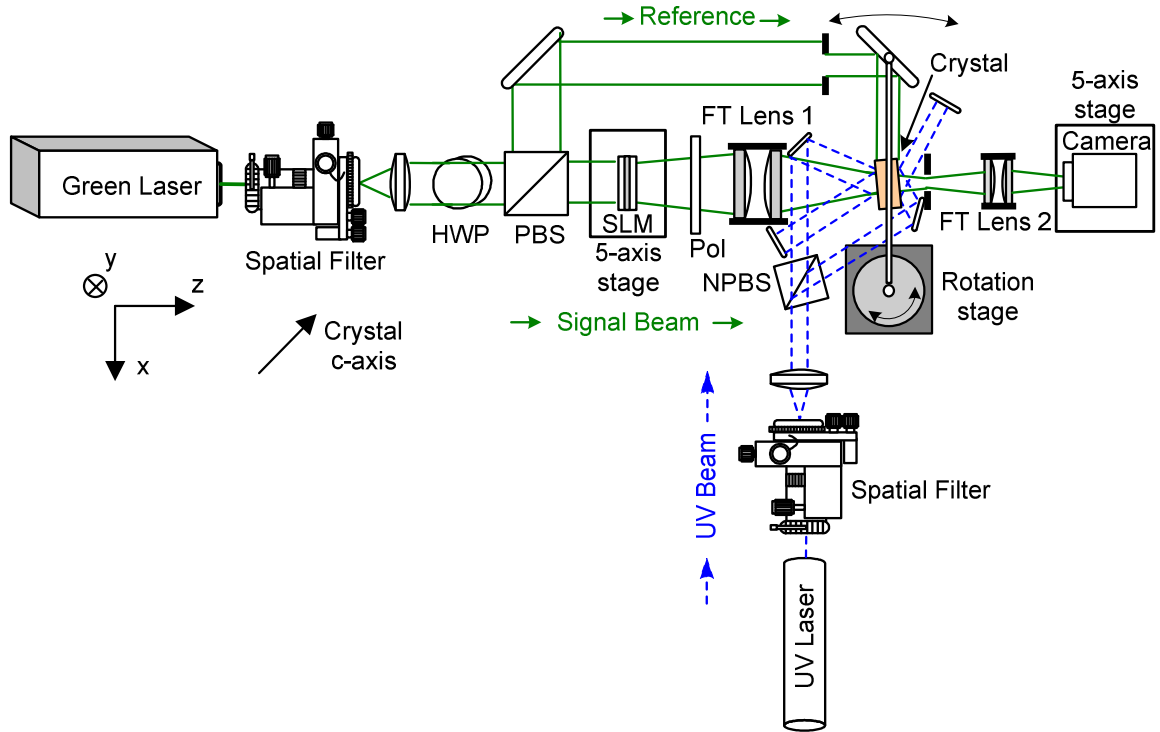 Reference
Crystal
5-axis
stage
Camera
FT Lens 1
Green Laser
SLM
FT Lens 2
HWP
PBS
Pol
5-axis
stage
Spatial Filter
NPBS
Rotation
stage
y
z
x
Crystal
c-axis
Signal Beam
UV Beam
Spatial Filter
UV Laser